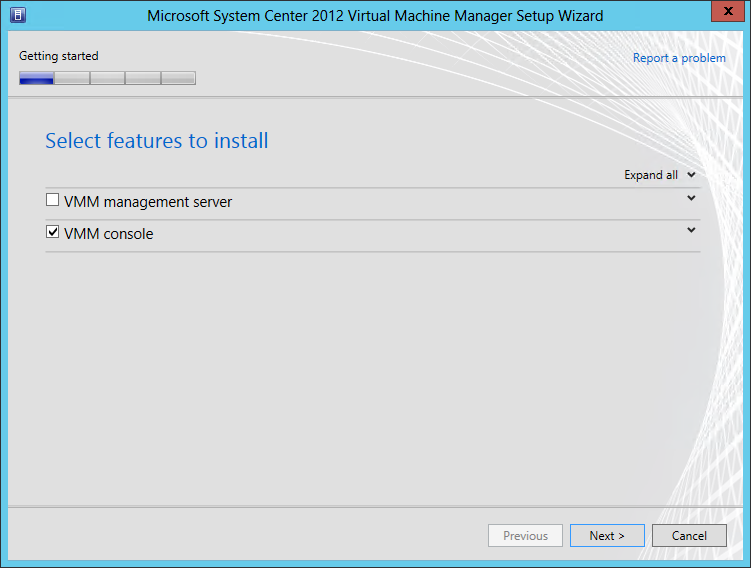 Microsoft System Center 2012 Virtual Machine Manager Setup Wizard
x
Getting started
Report a problem
Select features to install
Expand all
VMM management server
VMM console
Previous
Next >
Cancel